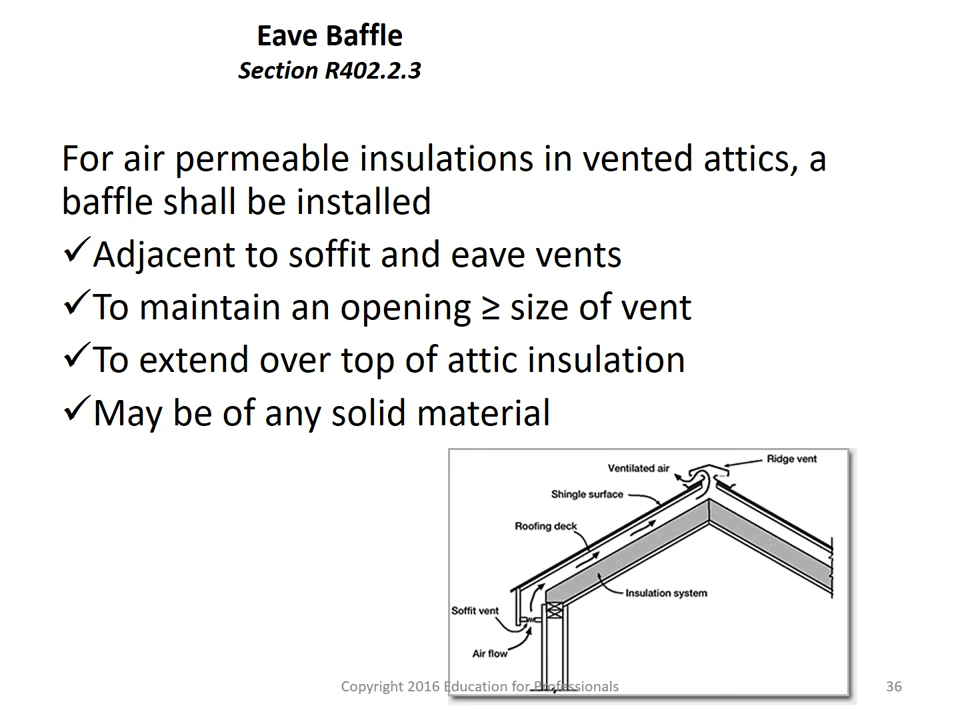 Eave Baffle
Section R402.2.3
For air permeable insulations in vented attics, a
baffle shall be installed
✓Adjacent to soffit and eave vents
✓To maintain an opening ≥ size of vent
✓To extend over top of attic insulation
✓May be of any solid material
Ridge vent
Ventilated air
Shingle surface
Roofing deck
Insulation system
Soffit vent
Air flow
Copyright 2016 Education for Professionals
36